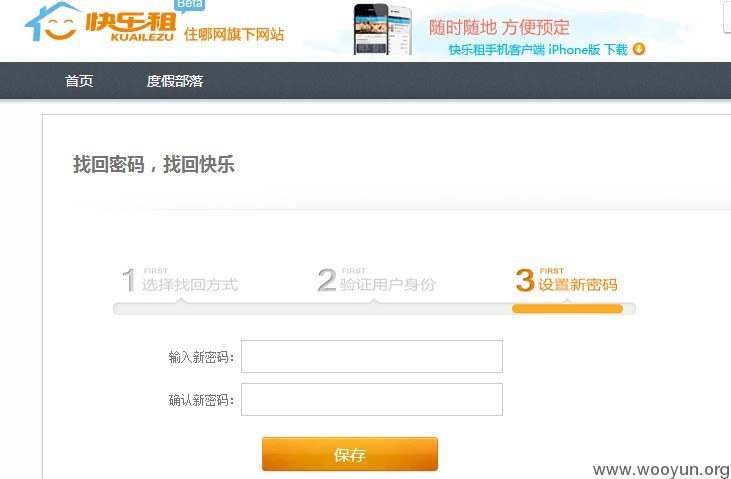 Beta
快乐租
KUAILEZU 住哪网旗下网站
随时随地 方便预定
快乐租手机客户端 iPhone版 下载
首页 度假部落
找回密码，找回快乐
1 FIRST 选择找回方式 2 FIRST 验证用户身份 3 FIRST 设置新密码
输入新密码：
确认新密码：
保存
www.wooyun.org